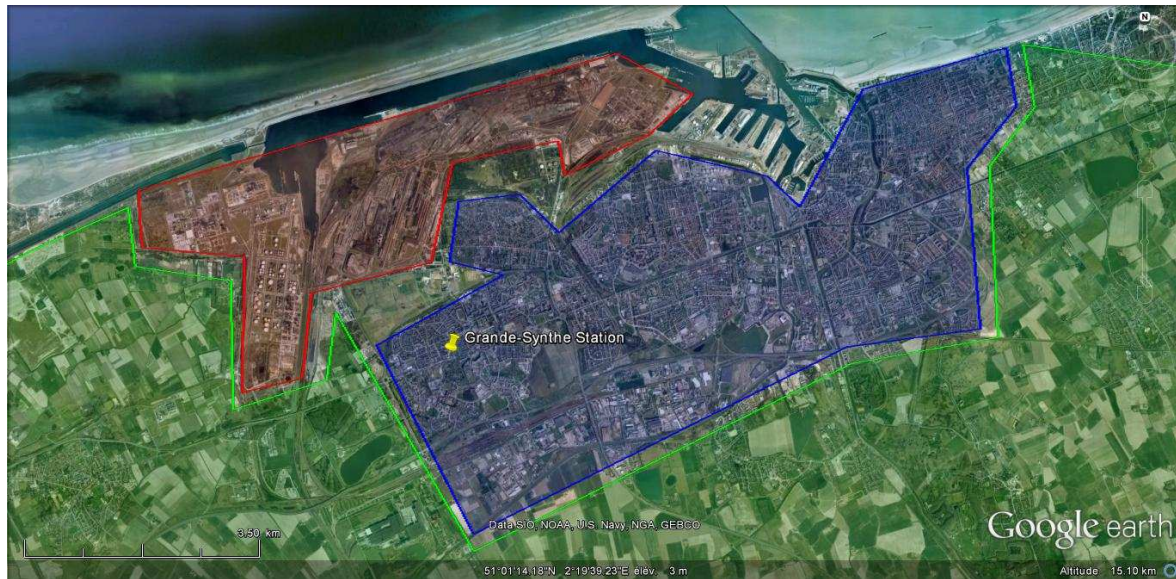 N
Grande-Synthe Station
Data SIO, NOAA, U.S. Navy, NGA, GEBCO
3.50 km
Google earth
51°01'14.18"N 2°19'39.23"E élév. 3 m
Altitude 15.10 km